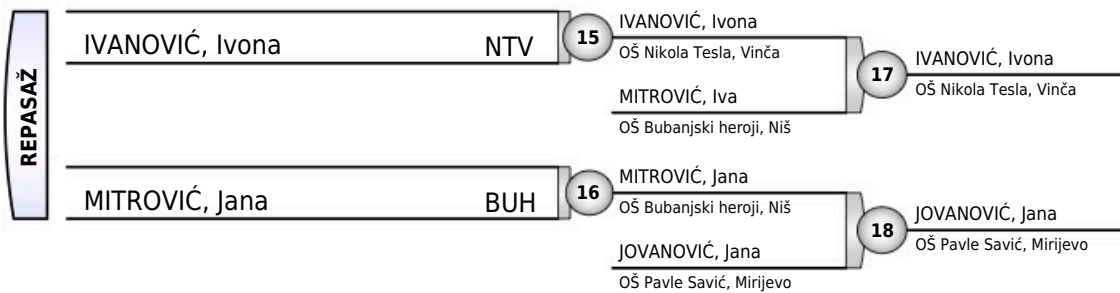 REPASAŽ
IVANOVIĆ, Ivona NTV
15
IVANOVIĆ, Ivona
OŠ Nikola Tesla, Vinča
MITROVIĆ, Iva
OŠ Bubanjski heroji, Niš
17
IVANOVIĆ, Ivona
OŠ Nikola Tesla, Vinča
MITROVIĆ, Jana BUH
16
MITROVIĆ, Jana
OŠ Bubanjski heroji, Niš
JOVANOVIĆ, Jana
OŠ Pavle Savić, Mirijevo
18
JOVANOVIĆ, Jana
OŠ Pavle Savić, Mirijevo